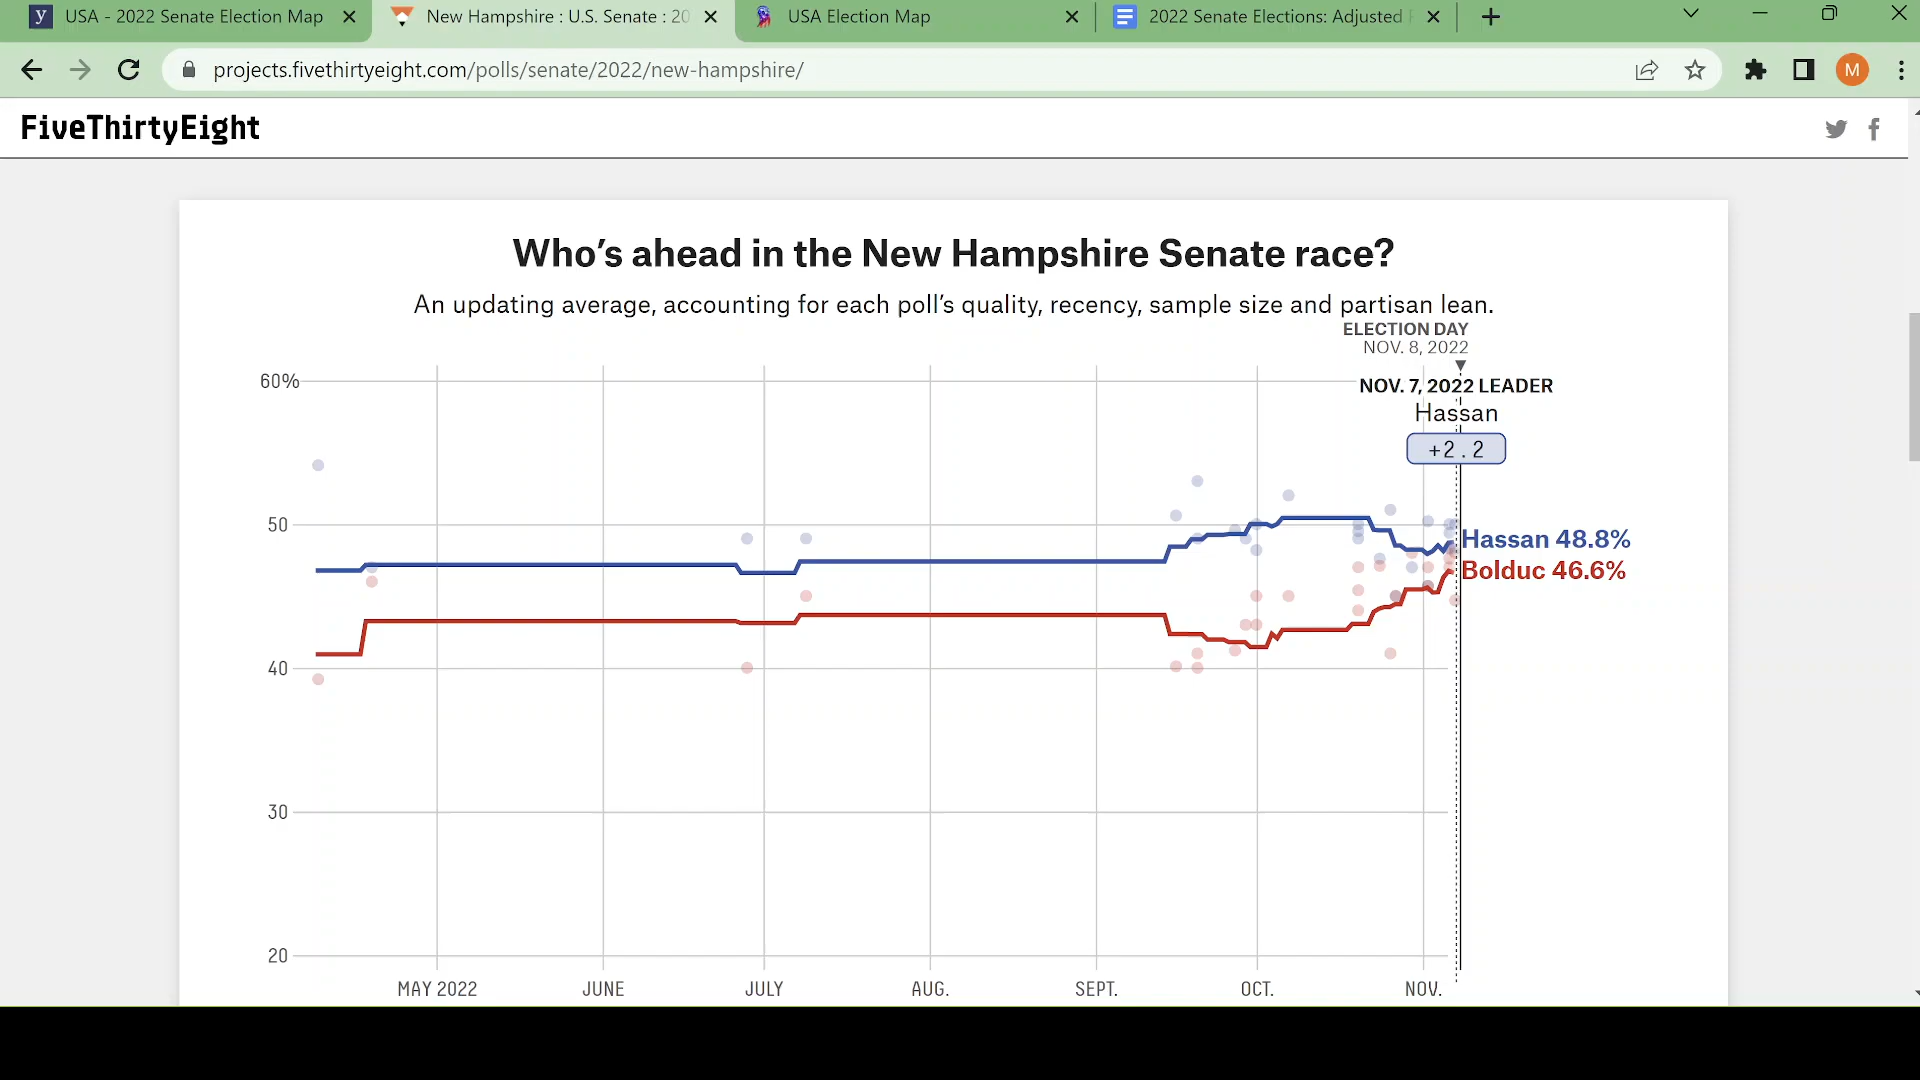 y USA - 2022 Senate Election Map
New Hampshire : U.S. Senate : 20
USA Election Map
2022 Senate Elections: Adjusted
projects.fivethirtyeight.com/polls/senate/2022/new-hampshire/
M
FiveThirtyEight
Who's ahead in the New Hampshire Senate race?
An updating average, accounting for each poll's quality, recency, sample size and partisan lean.
ELECTION DAY
NOV. 8, 2022
60%
NOV. 7, 2022 LEADER
Hassan
+2.2
50
Hassan 48.8%
Bolduc 46.6%
40
30
20
MAY 2022 JUNE JULY AUG. SEPT. OCT. NOV.